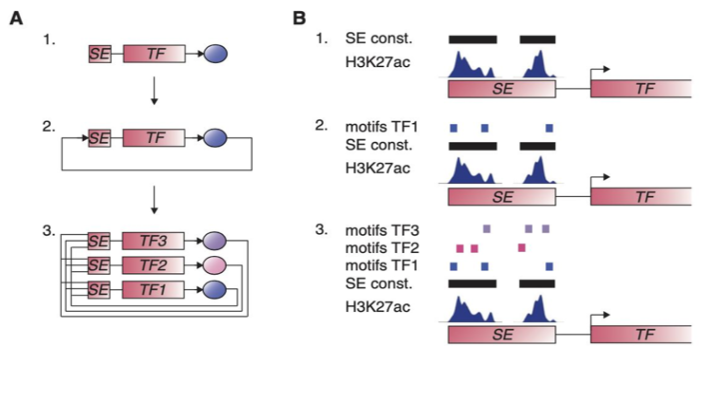 A
1.
SE TF
2.
SE TF
3.
SE TF3
SE TF2
SE TF1
B
1. SE const.
H3K27ac
SE TF
2. motifs TF1
SE const.
H3K27ac
SE TF
3. motifs TF3
motifs TF2
motifs TF1
SE const.
H3K27ac
SE TF